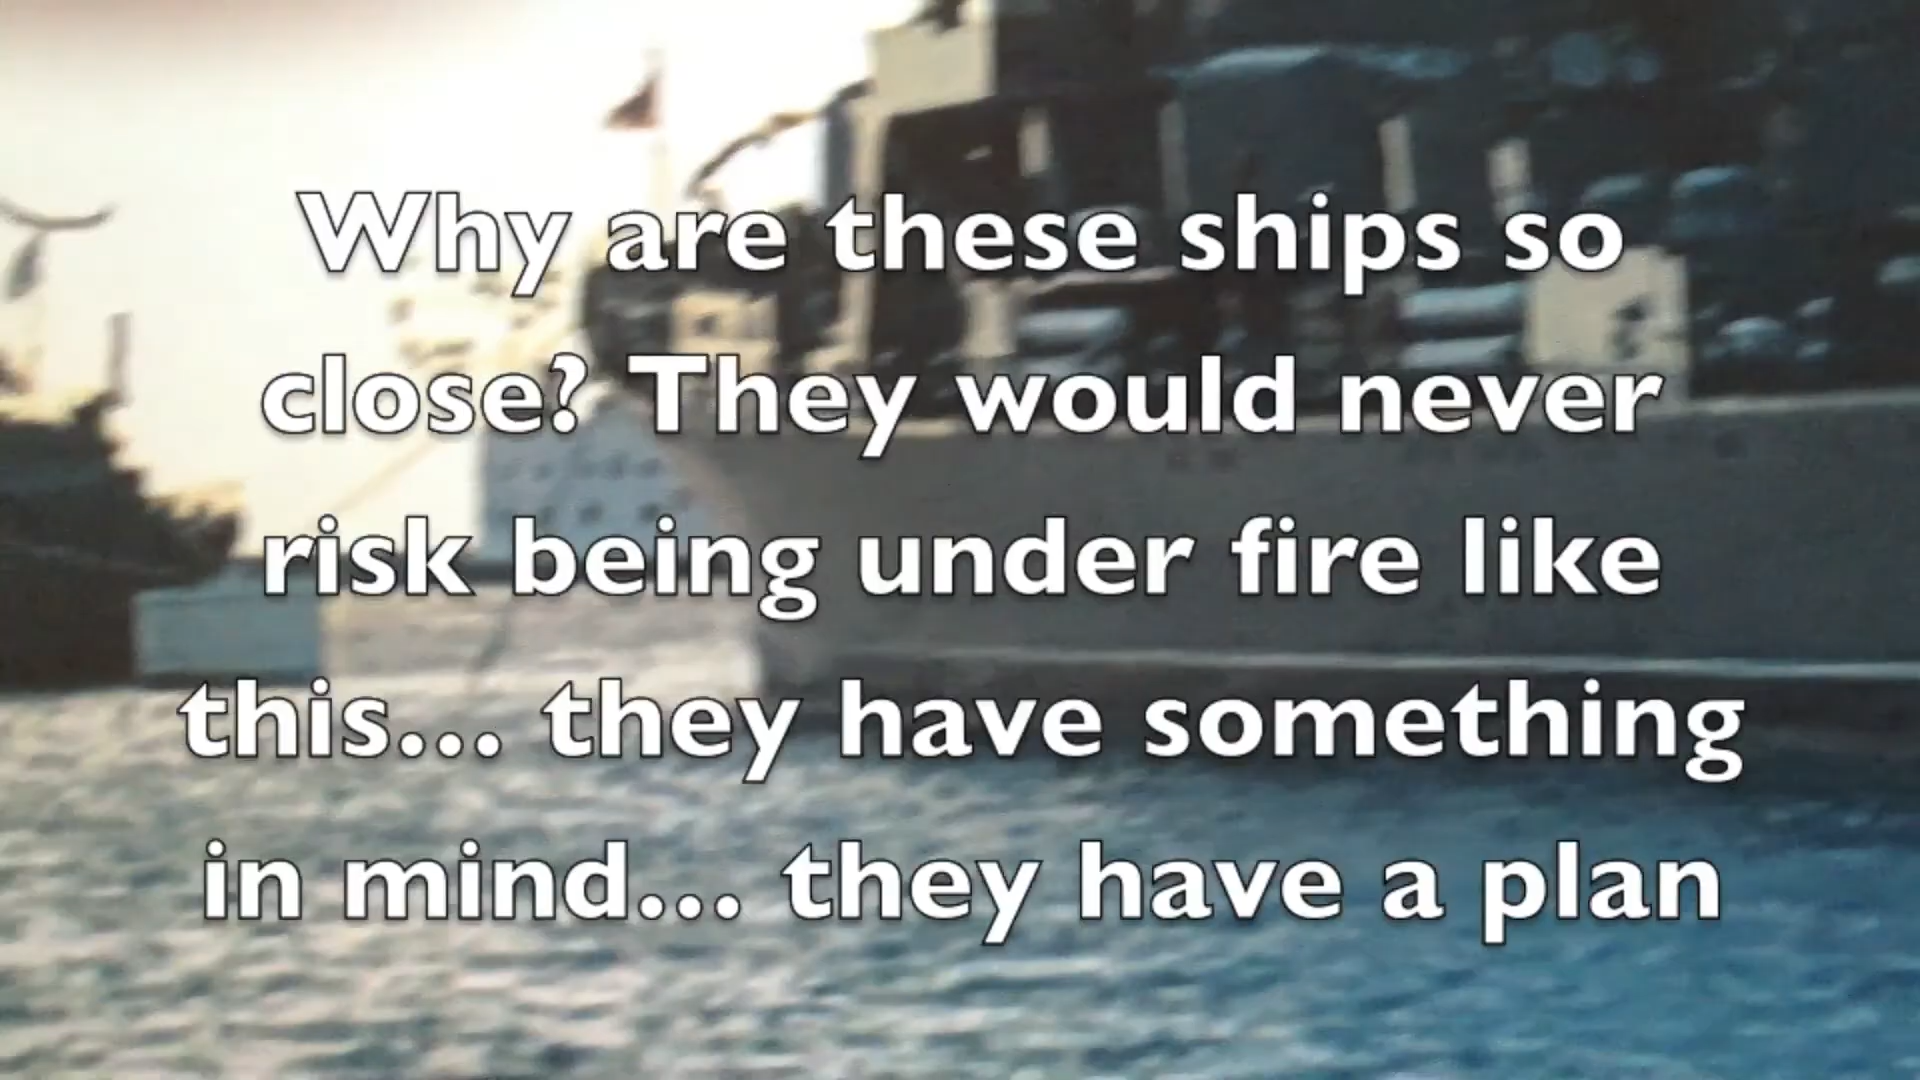 Why are these ships so
close? They would never
risk being under fire like
this... they have something
in mind... they have a plan